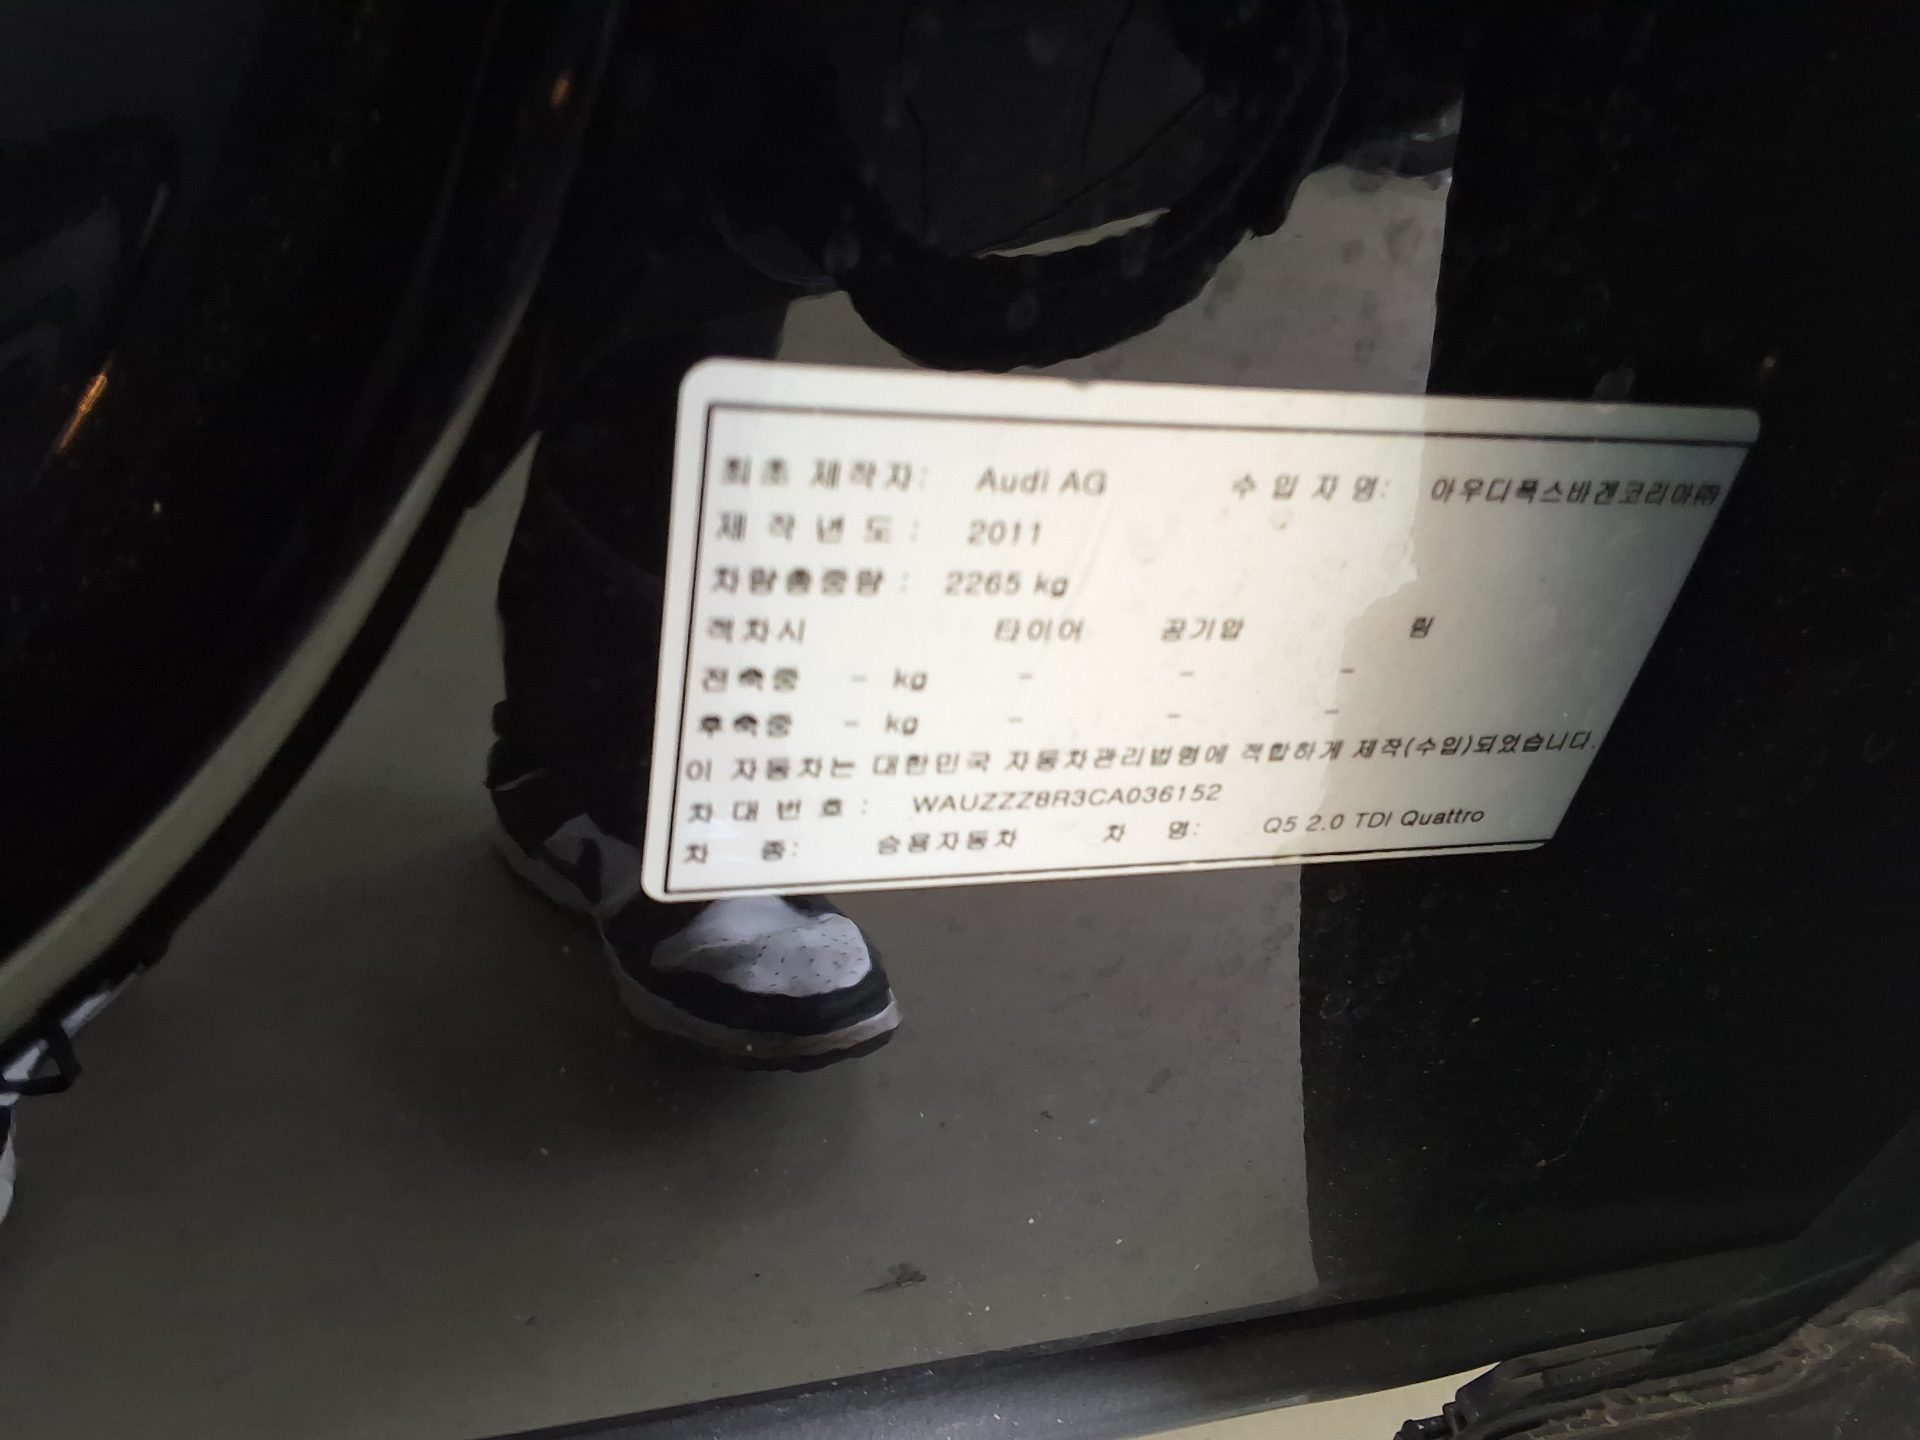 최초 제작자: Audi AG 수 입 자 명: 아우디폭스바겐코리아㈜
제 작 년 도 : 2011
차량총중량 : 2265 kg
적차시 타이어 공기압 림
전축중 - kg - - -
후축중 - kg - - -
이 자동차는 대한민국 자동차관리법령에 적합하게 제작(수입)되었습니다.
차 대 번 호 : WAUZZZ8R3CA036152
차 종: 승용자동차 차 명: Q5 2.0 TDI Quattro